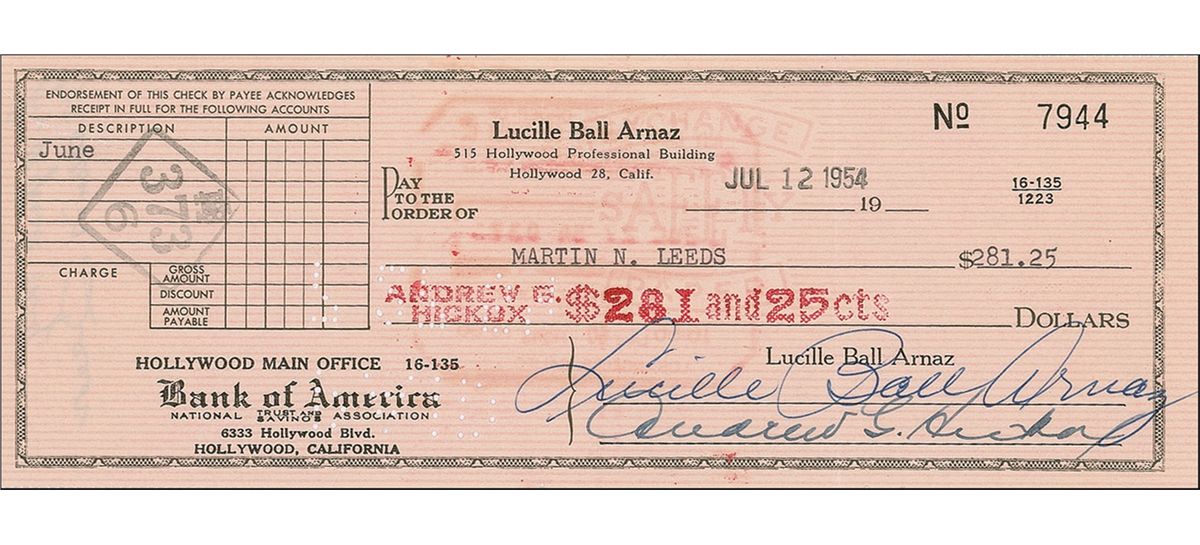 ENDORSEMENT OF THIS CHECK BY PAYEE ACKNOWLEDGES
RECEIPT IN FULL FOR THE FOLLOWING ACCOUNTS
DESCRIPTION AMOUNT
June
373
6
CHARGE
GROSS AMOUNT
DISCOUNT
AMOUNT PAYABLE
Nº 7944
Lucille Ball Arnaz
515 Hollywood Professional Building
Hollywood 28, Calif.
JUL 12 1954
19
16-135
1223
PAY TO THE ORDER OF
MARTIN N. LEEDS $281.25
ANDREW G. HICKOX $281 and 25 cts DOLLARS
HOLLYWOOD MAIN OFFICE 16-135
Bank of America
NATIONAL TRUST AND SAVINGS ASSOCIATION
6333 Hollywood Blvd.
HOLLYWOOD, CALIFORNIA
Lucille Ball Arnaz
Lucille Ball Arnaz
Andrew G. Hickox